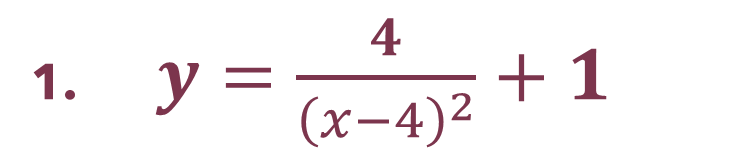 1. y = 4/(x−4)² + 1